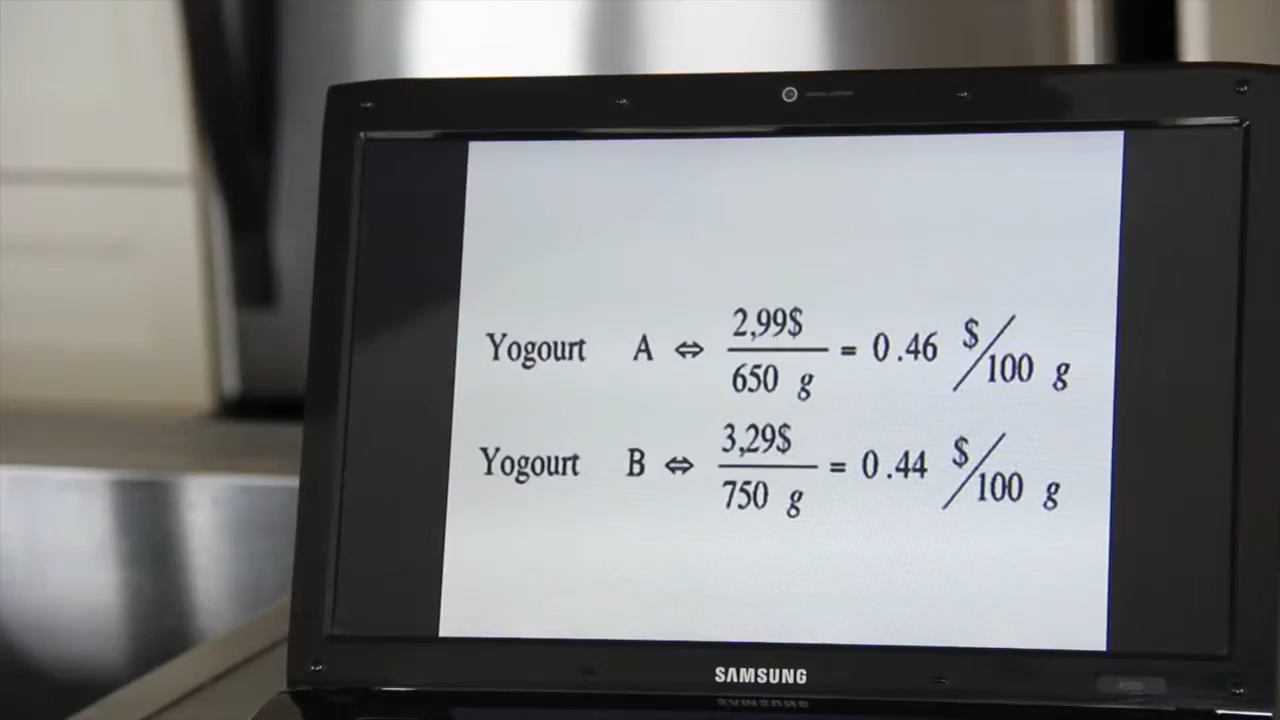 Yogourt A ⇔ 2,99$ / 650 g = 0.46 $/100 g
Yogourt B ⇔ 3,29$ / 750 g = 0.44 $/100 g
SAMSUNG